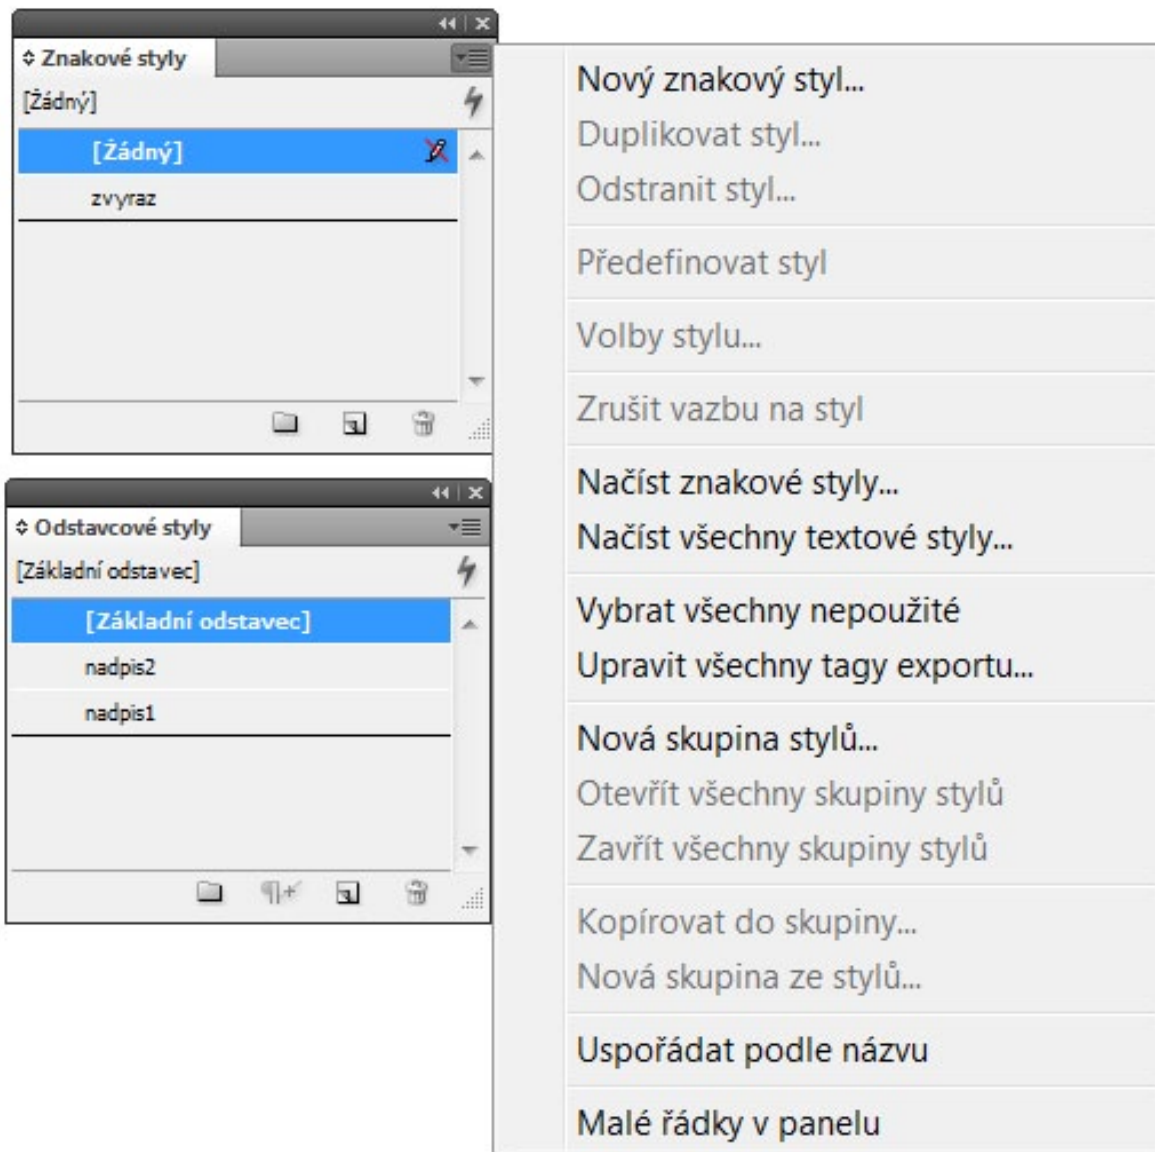 Znakové styly
[Žádný]
[Žádný]
zvyraz
Odstavcové styly
[Základní odstavec]
[Základní odstavec]
nadpis2
nadpis1
Nový znakový styl...
Duplikovat styl...
Odstranit styl...
Předefinovat styl
Volby stylu...
Zrušit vazbu na styl
Načíst znakové styly...
Načíst všechny textové styly...
Vybrat všechny nepoužité
Upravit všechny tagy exportu...
Nová skupina stylů...
Otevřít všechny skupiny stylů
Zavřít všechny skupiny stylů
Kopírovat do skupiny...
Nová skupina ze stylů...
Uspořádat podle názvu
Malé řádky v panelu